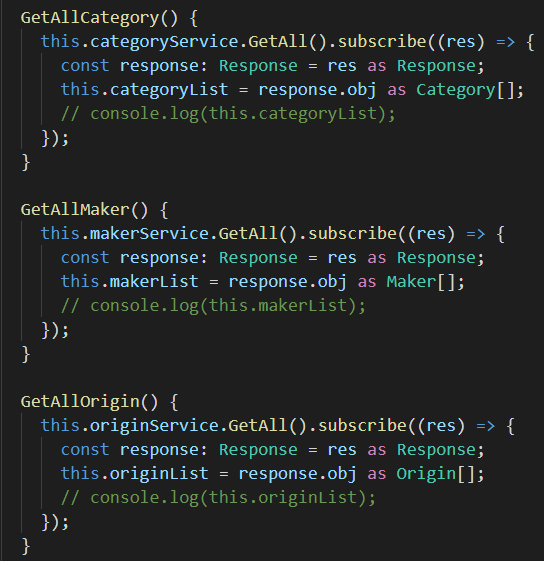 GetAllCategory() {
  this.categoryService.GetAll().subscribe((res) => {
    const response: Response = res as Response;
    this.categoryList = response.obj as Category[];
    // console.log(this.categoryList);
  });
}

GetAllMaker() {
  this.makerService.GetAll().subscribe((res) => {
    const response: Response = res as Response;
    this.makerList = response.obj as Maker[];
    // console.log(this.makerList);
  });
}

GetAllOrigin() {
  this.originService.GetAll().subscribe((res) => {
    const response: Response = res as Response;
    this.originList = response.obj as Origin[];
    // console.log(this.originList);
  });
}